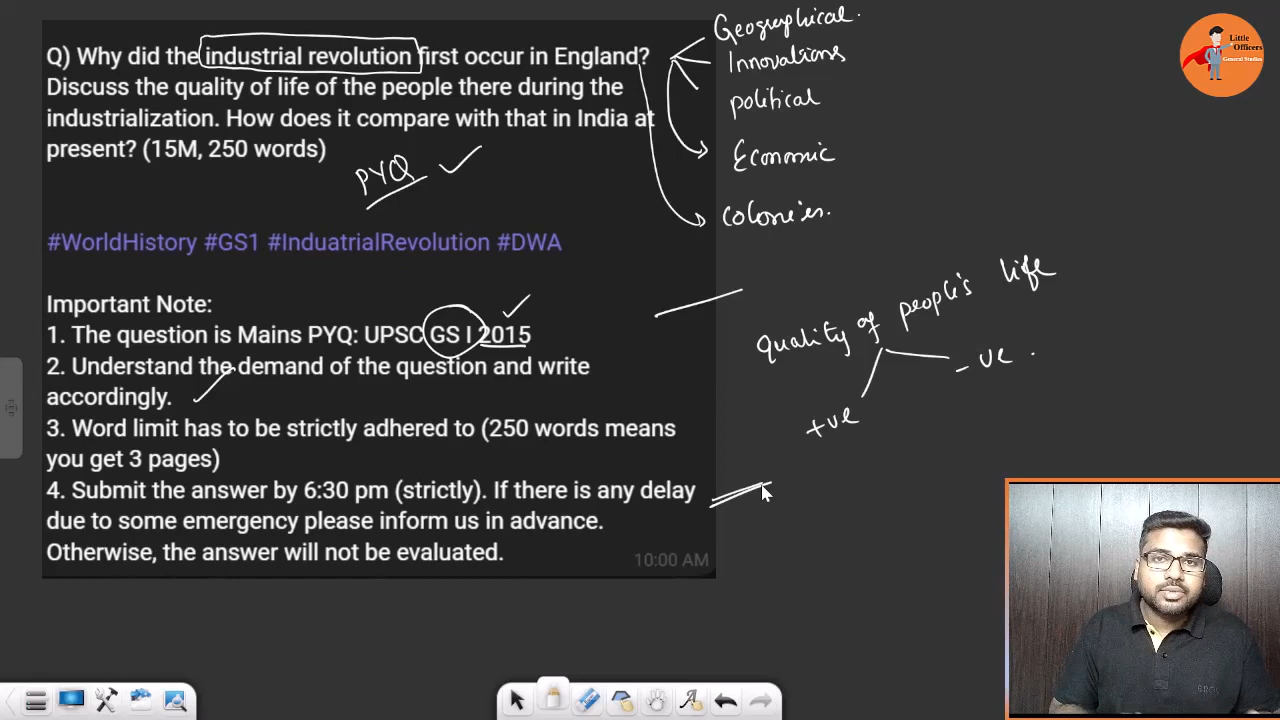 Q) Why did the industrial revolution first occur in England?
Discuss the quality of life of the people there during the
industrialization. How does it compare with that in India at
present? (15M, 250 words)
PYQ
#WorldHistory #GS1 #InduatrialRevolution #DWA
Important Note:
1. The question is Mains PYQ: UPSC GS I 2015
2. Understand the demand of the question and write
accordingly.
3. Word limit has to be strictly adhered to (250 words means
you get 3 pages)
4. Submit the answer by 6:30 pm (strictly). If there is any delay
due to some emergency please inform us in advance.
Otherwise, the answer will not be evaluated.
10:00 AM
Geographical.
Innovations
political
Economic
Colonies.
Quality of people's life
+ve
-ve .
Little
Officers
General Studies